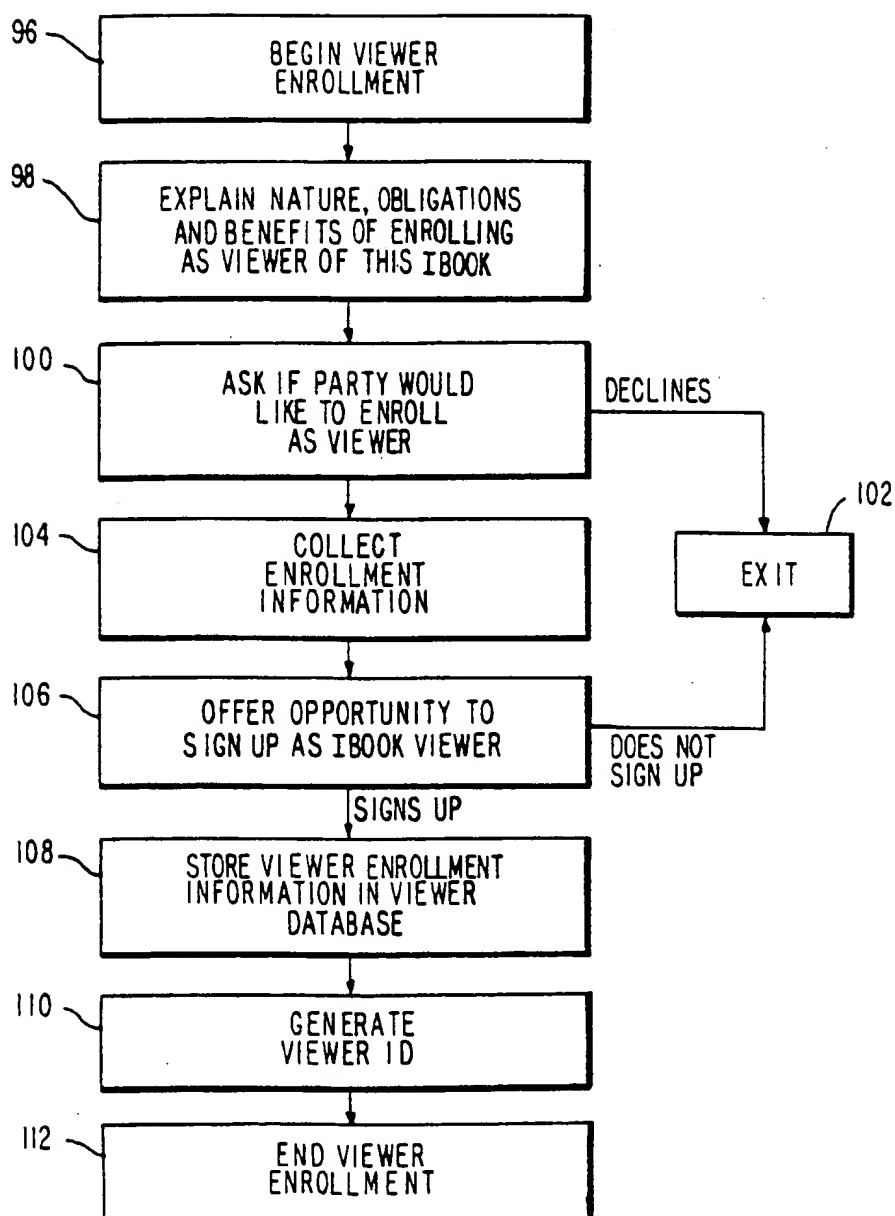 96
BEGIN VIEWER
ENROLLMENT
98
EXPLAIN NATURE, OBLIGATIONS
AND BENEFITS OF ENROLLING
AS VIEWER OF THIS IBOOK
100
ASK IF PARTY WOULD
LIKE TO ENROLL
AS VIEWER
DECLINES
102
EXIT
104
COLLECT
ENROLLMENT
INFORMATION
106
OFFER OPPORTUNITY TO
SIGN UP AS IBOOK VIEWER
DOES NOT
SIGN UP
SIGNS UP
108
STORE VIEWER ENROLLMENT
INFORMATION IN VIEWER
DATABASE
110
GENERATE
VIEWER ID
112
END VIEWER
ENROLLMENT